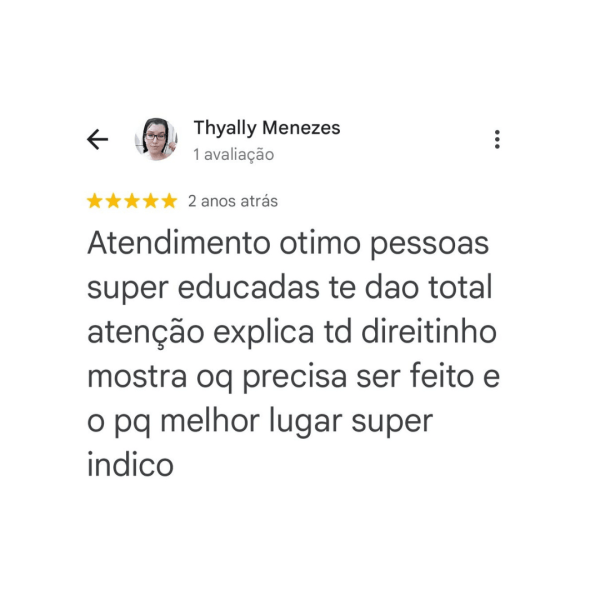 Thyally Menezes
1 avaliação
2 anos atrás
Atendimento otimo pessoas
super educadas te dao total
atenção explica td direitinho
mostra oq precisa ser feito e
o pq melhor lugar super
indico